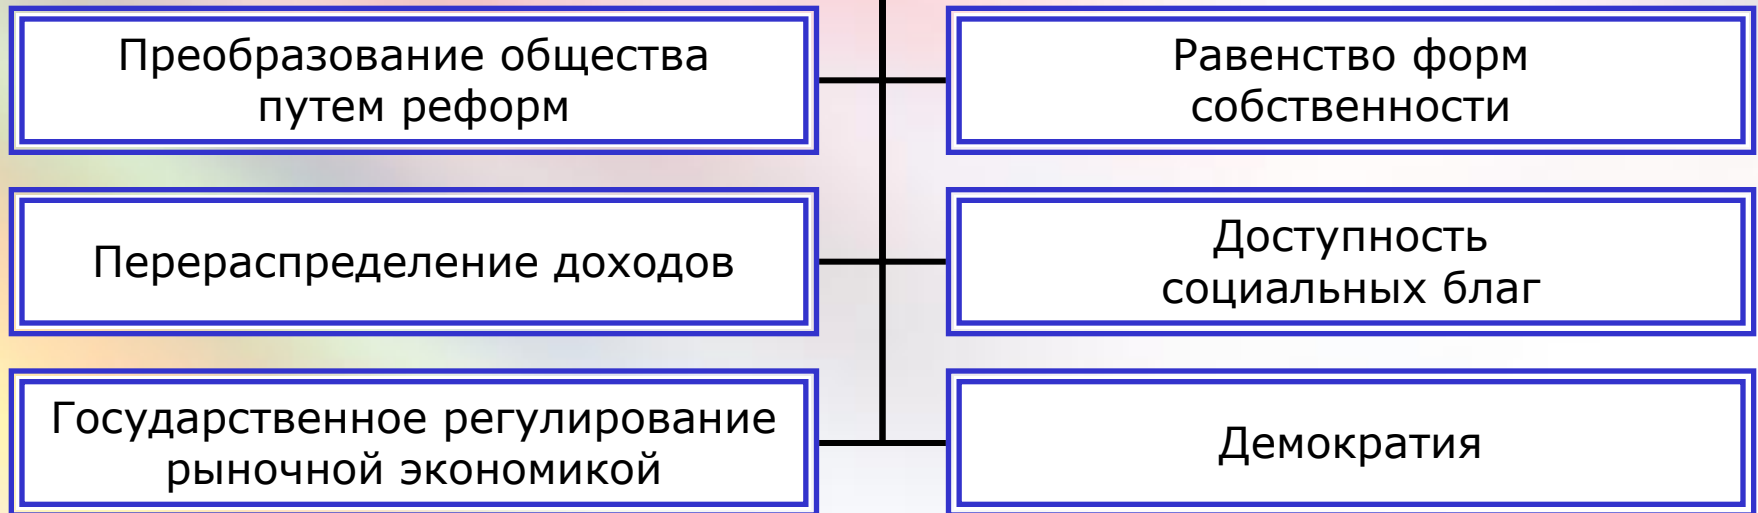 Преобразование общества
путем реформ
Равенство форм
собственности
Перераспределение доходов
Доступность
социальных благ
Государственное регулирование
рыночной экономикой
Демократия